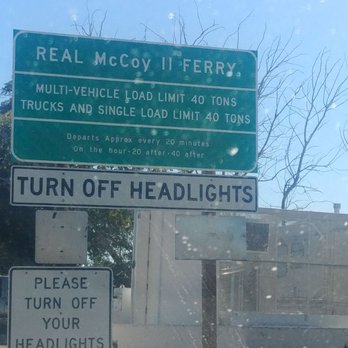 REAL McCOY II FERRY
MULTI-VEHICLE LOAD LIMIT 40 TONS
TRUCKS AND SINGLE LOAD LIMIT 40 TONS
Departs Approx every 20 minutes
on the hour-20 after-40 after
TURN OFF HEADLIGHTS
PLEASE
TURN OFF
YOUR
HEADLIGHTS